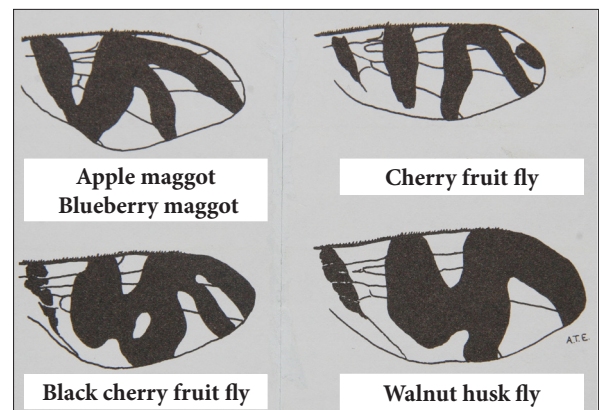 Apple maggot
Blueberry maggot
Cherry fruit fly
Black cherry fruit fly
Walnut husk fly
A.T.E.